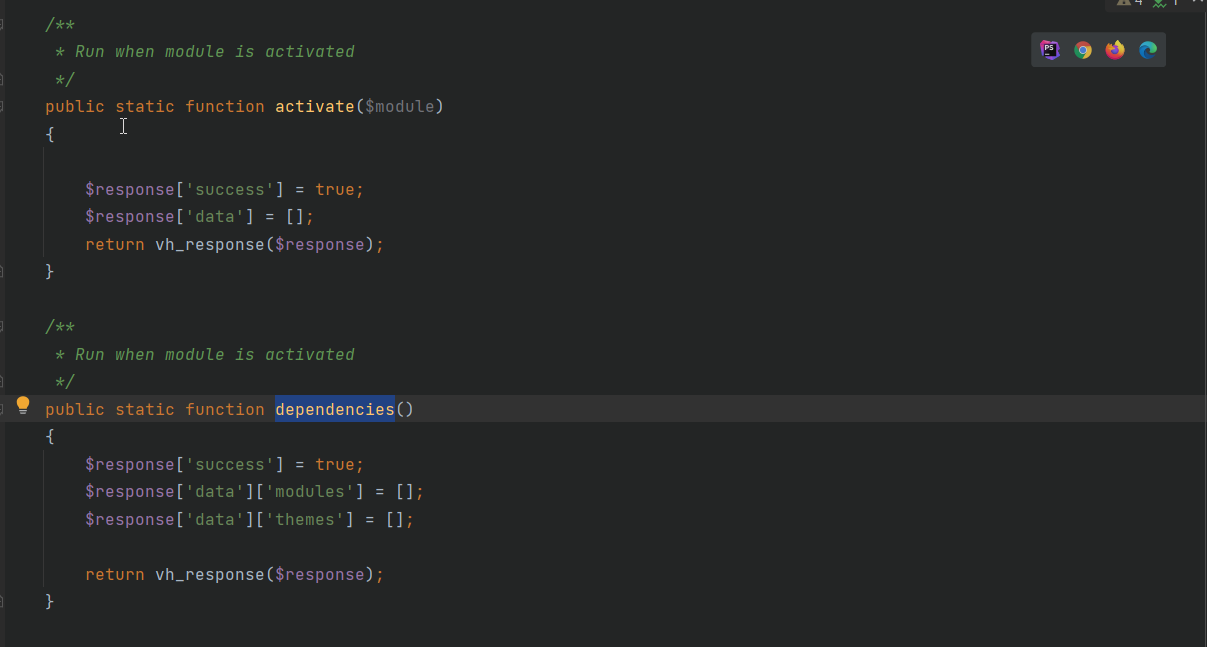 /**
 * Run when module is activated
 */
public static function activate($module)
{
    $response['success'] = true;
    $response['data'] = [];
    return vh_response($response);
}
/**
 * Run when module is activated
 */
public static function dependencies()
{
    $response['success'] = true;
    $response['data']['modules'] = [];
    $response['data']['themes'] = [];
    return vh_response($response);
}
4
PS